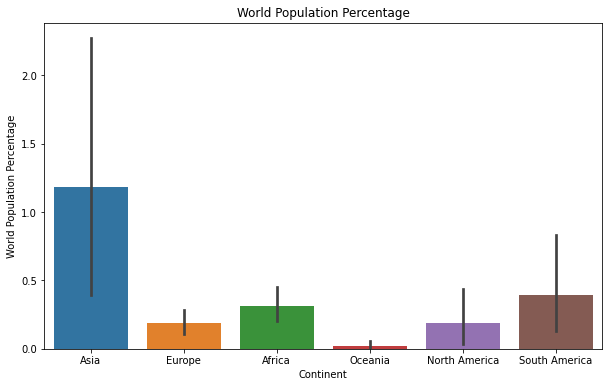 World Population Percentage
World Population Percentage
2.0
1.5
1.0
0.5
0.0
Asia Europe Africa Oceania North America South America
Continent